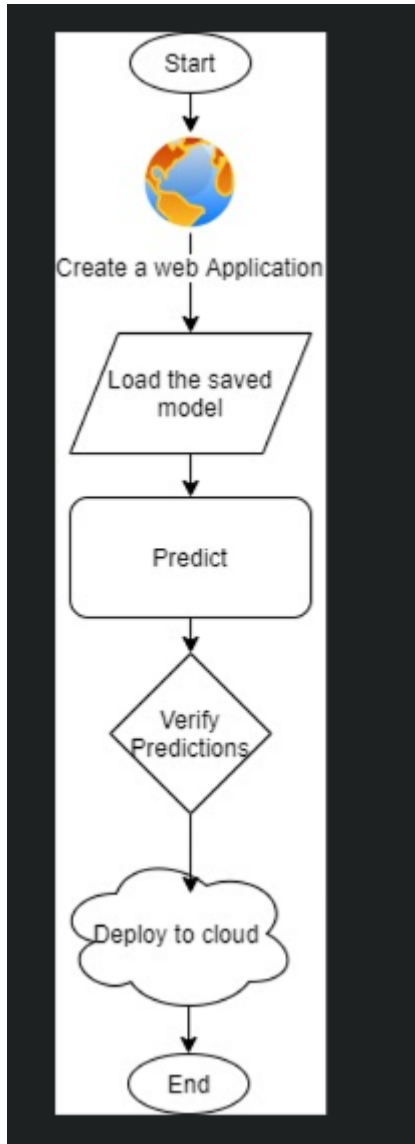 Start
Create a web Application
Load the saved
model
Predict
Verify
Predictions
Deploy to cloud
End